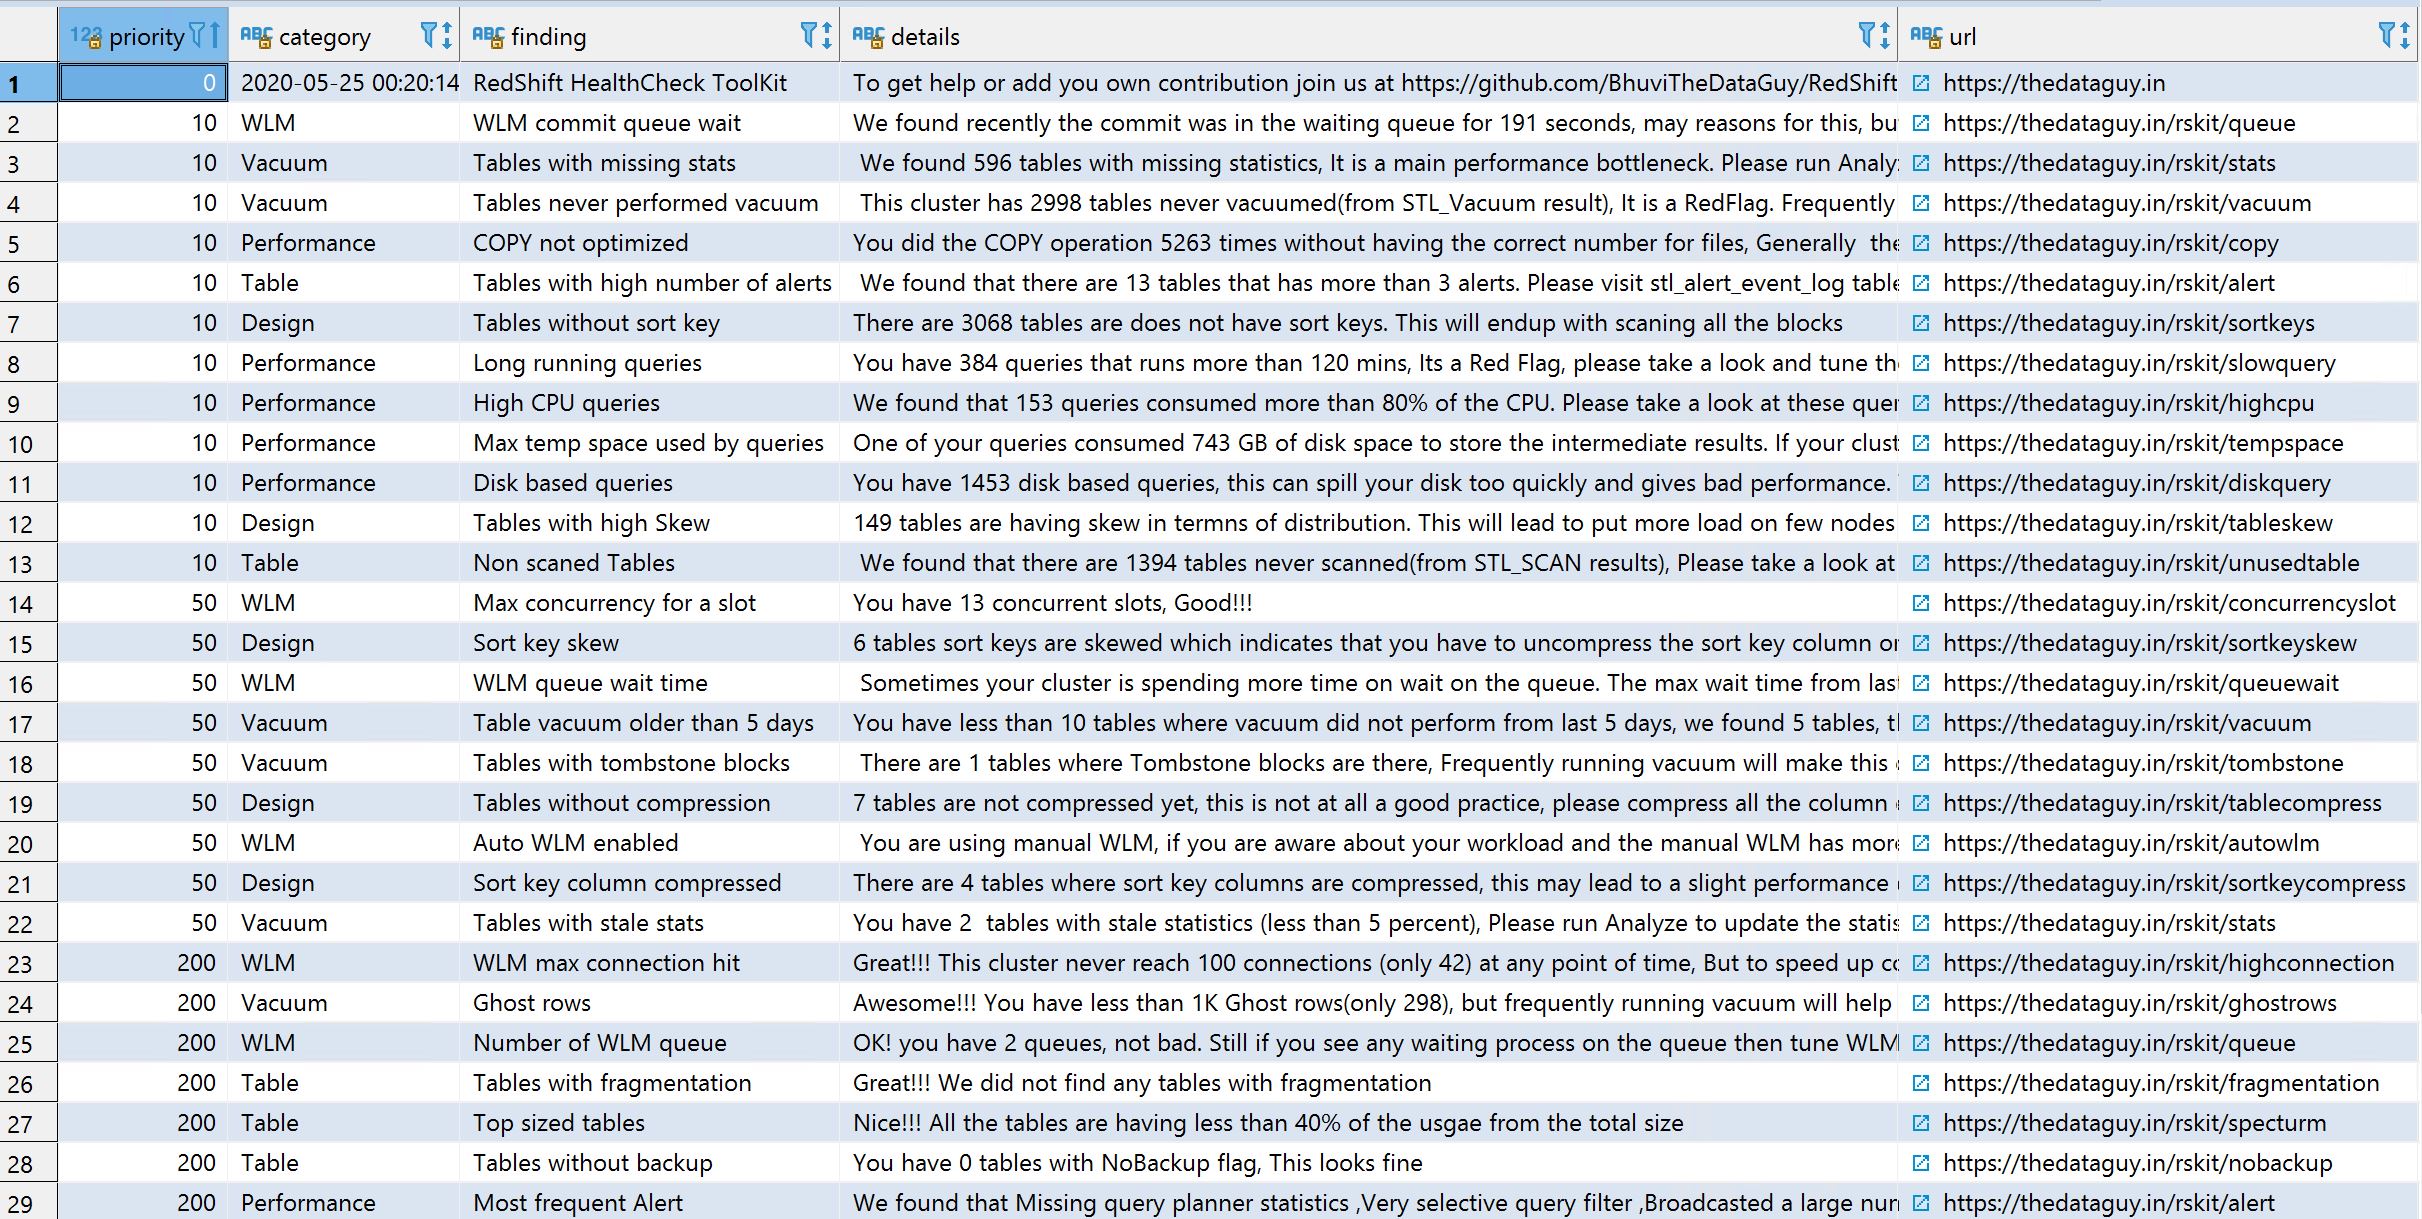 123 priority ABC category ABC finding ABC details ABC url
1 0 2020-05-25 00:20:14 RedShift HealthCheck ToolKit To get help or add you own contribution join us at https://github.com/BhuviTheDataGuy/RedShift https://thedataguy.in
2 10 WLM WLM commit queue wait We found recently the commit was in the waiting queue for 191 seconds, may reasons for this, bu https://thedataguy.in/rskit/queue
3 10 Vacuum Tables with missing stats We found 596 tables with missing statistics, It is a main performance bottleneck. Please run Analy https://thedataguy.in/rskit/stats
4 10 Vacuum Tables never performed vacuum This cluster has 2998 tables never vacuumed(from STL_Vacuum result), It is a RedFlag. Frequently https://thedataguy.in/rskit/vacuum
5 10 Performance COPY not optimized You did the COPY operation 5263 times without having the correct number for files, Generally the https://thedataguy.in/rskit/copy
6 10 Table Tables with high number of alerts We found that there are 13 tables that has more than 3 alerts. Please visit stl_alert_event_log table https://thedataguy.in/rskit/alert
7 10 Design Tables without sort key There are 3068 tables are does not have sort keys. This will endup with scaning all the blocks https://thedataguy.in/rskit/sortkeys
8 10 Performance Long running queries You have 384 queries that runs more than 120 mins, Its a Red Flag, please take a look and tune th https://thedataguy.in/rskit/slowquery
9 10 Performance High CPU queries We found that 153 queries consumed more than 80% of the CPU. Please take a look at these quer https://thedataguy.in/rskit/highcpu
10 10 Performance Max temp space used by queries One of your queries consumed 743 GB of disk space to store the intermediate results. If your clust https://thedataguy.in/rskit/tempspace
11 10 Performance Disk based queries You have 1453 disk based queries, this can spill your disk too quickly and gives bad performance. https://thedataguy.in/rskit/diskquery
12 10 Design Tables with high Skew 149 tables are having skew in termns of distribution. This will lead to put more load on few nodes https://thedataguy.in/rskit/tableskew
13 10 Table Non scaned Tables We found that there are 1394 tables never scanned(from STL_SCAN results), Please take a look at https://thedataguy.in/rskit/unusedtable
14 50 WLM Max concurrency for a slot You have 13 concurrent slots, Good!!! https://thedataguy.in/rskit/concurrencyslot
15 50 Design Sort key skew 6 tables sort keys are skewed which indicates that you have to uncompress the sort key column or https://thedataguy.in/rskit/sortkeyskew
16 50 WLM WLM queue wait time Sometimes your cluster is spending more time on wait on the queue. The max wait time from last https://thedataguy.in/rskit/queuewait
17 50 Vacuum Table vacuum older than 5 days You have less than 10 tables where vacuum did not perform from last 5 days, we found 5 tables, t https://thedataguy.in/rskit/vacuum
18 50 Vacuum Tables with tombstone blocks There are 1 tables where Tombstone blocks are there, Frequently running vacuum will make this https://thedataguy.in/rskit/tombstone
19 50 Design Tables without compression 7 tables are not compressed yet, this is not at all a good practice, please compress all the column https://thedataguy.in/rskit/tablecompress
20 50 WLM Auto WLM enabled You are using manual WLM, if you are aware about your workload and the manual WLM has more https://thedataguy.in/rskit/autowlm
21 50 Design Sort key column compressed There are 4 tables where sort key columns are compressed, this may lead to a slight performance https://thedataguy.in/rskit/sortkeycompress
22 50 Vacuum Tables with stale stats You have 2 tables with stale statistics (less than 5 percent), Please run Analyze to update the statis https://thedataguy.in/rskit/stats
23 200 WLM WLM max connection hit Great!!! This cluster never reach 100 connections (only 42) at any point of time, But to speed up co https://thedataguy.in/rskit/highconnection
24 200 Vacuum Ghost rows Awesome!!! You have less than 1K Ghost rows(only 298), but frequently running vacuum will help https://thedataguy.in/rskit/ghostrows
25 200 WLM Number of WLM queue OK! you have 2 queues, not bad. Still if you see any waiting process on the queue then tune WLM https://thedataguy.in/rskit/queue
26 200 Table Tables with fragmentation Great!!! We did not find any tables with fragmentation https://thedataguy.in/rskit/fragmentation
27 200 Table Top sized tables Nice!!! All the tables are having less than 40% of the usgae from the total size https://thedataguy.in/rskit/specturm
28 200 Table Tables without backup You have 0 tables with NoBackup flag, This looks fine https://thedataguy.in/rskit/nobackup
29 200 Performance Most frequent Alert We found that Missing query planner statistics ,Very selective query filter ,Broadcasted a large nur https://thedataguy.in/rskit/alert